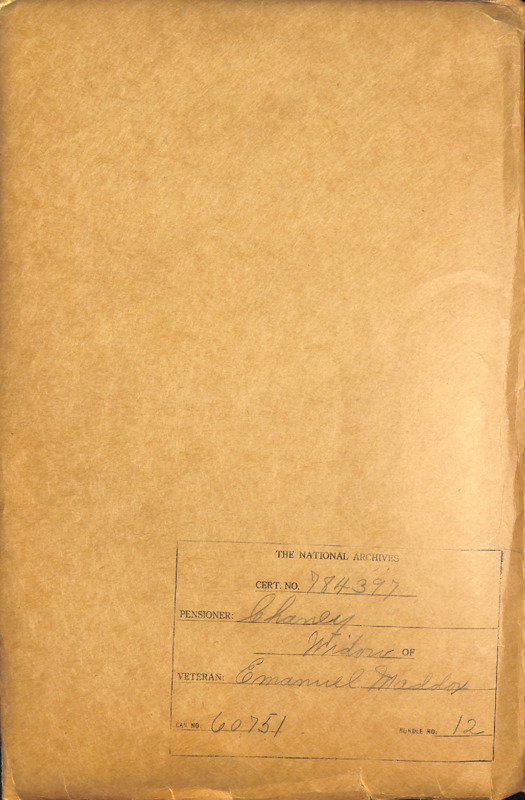 THE NATIONAL ARCHIVES
CERT. NO. 784397
PENSIONER: Chaney
Widow OF
VETERAN: Emanuel Maddox
CAN NO: 60751 BUNDLE NO: 12